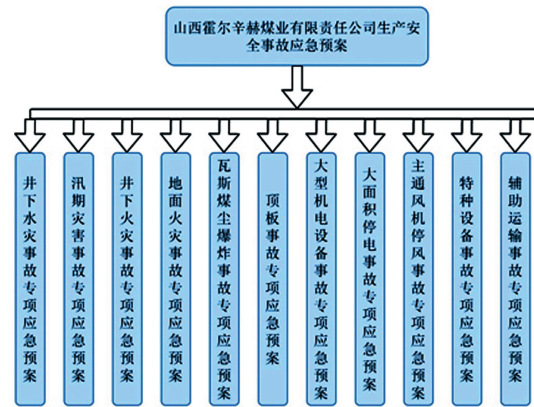 山西霍尔辛赫煤业有限责任公司生产安
全事故应急预案
井下水灾事故专项应急预案
汛期灾害事故专项应急预案
井下火灾事故专项应急预案
地面火灾事故专项应急预案
瓦斯煤尘爆炸事故专项应急预案
顶板事故专项应急预案
大型机电设备事故专项应急预案
大面积停电事故专项应急预案
主通风机停风事故专项应急预案
特种设备事故专项应急预案
辅助运输事故专项应急预案